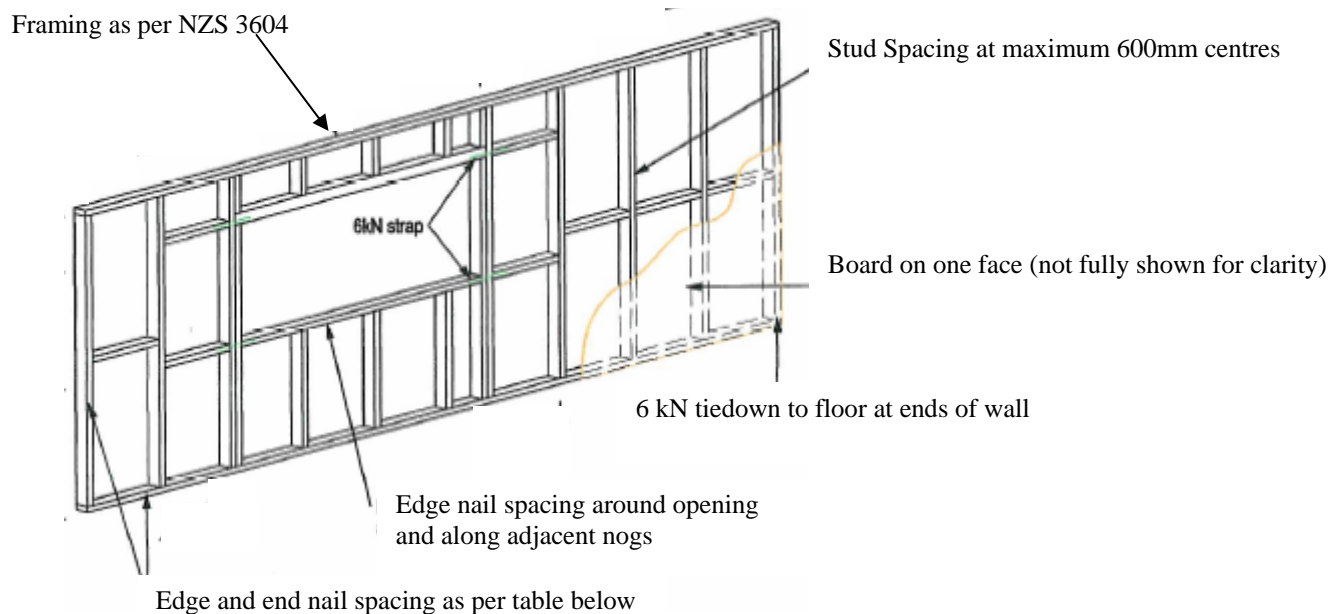 Framing as per NZS 3604
Stud Spacing at maximum 600mm centres
6kN strap
Board on one face (not fully shown for clarity)
6 kN tiedown to floor at ends of wall
Edge nail spacing around opening
and along adjacent nogs
Edge and end nail spacing as per table below